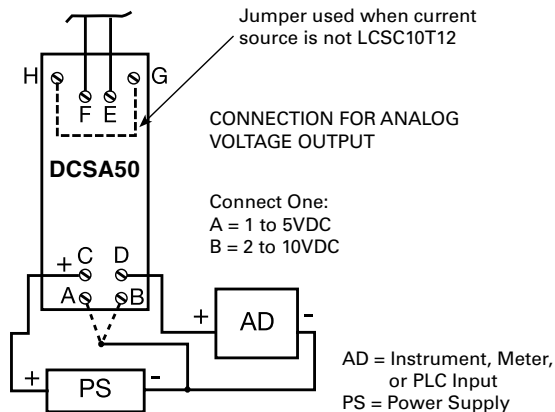 Jumper used when current
source is not LCSC10T12
H G
F E
CONNECTION FOR ANALOG
VOLTAGE OUTPUT
DCSA50
Connect One:
A = 1 to 5VDC
B = 2 to 10VDC
+ C D
A B
+ AD -
+ PS -
AD = Instrument, Meter,
or PLC Input
PS = Power Supply